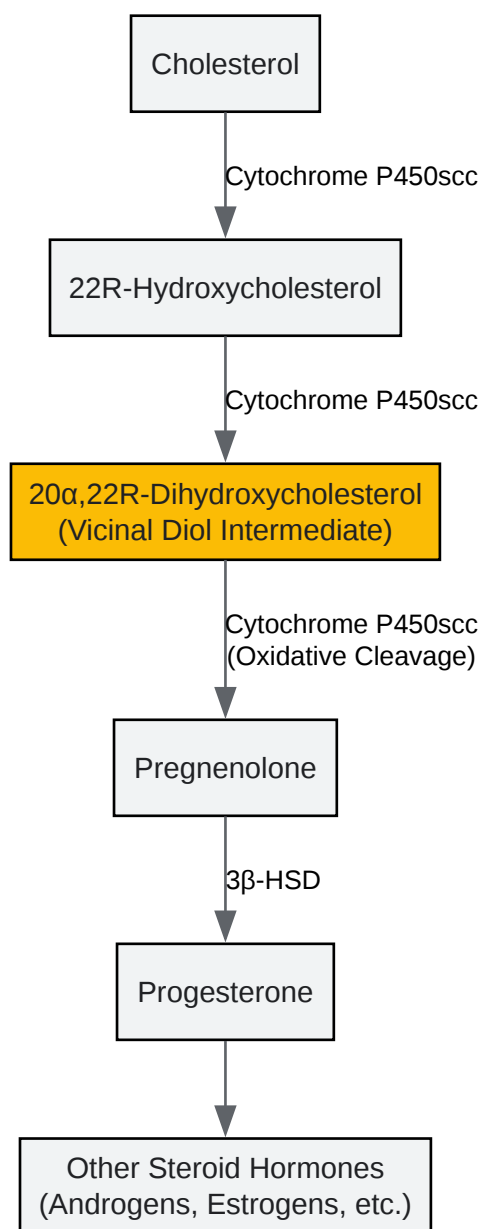 Cholesterol
Cytochrome P450scc
22R-Hydroxycholesterol
Cytochrome P450scc
20α,22R-Dihydroxycholesterol
(Vicinal Diol Intermediate)
Cytochrome P450scc
(Oxidative Cleavage)
Pregnenolone
3β-HSD
Progesterone
Other Steroid Hormones
(Androgens, Estrogens, etc.)